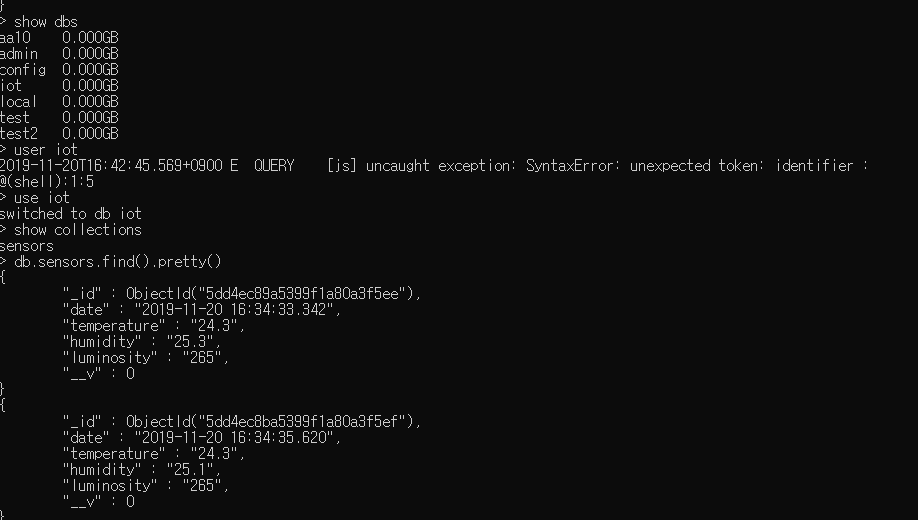 }
> show dbs
aa10    0.000GB
admin   0.000GB
config  0.000GB
iot     0.000GB
local   0.000GB
test    0.000GB
test2   0.000GB
> user iot
2019-11-20T16:42:45.569+0900 E  QUERY    [js] uncaught exception: SyntaxError: unexpected token: identifier :
@(shell):1:5
> use iot
switched to db iot
> show collections
sensors
> db.sensors.find().pretty()
{
        "_id" : ObjectId("5dd4ec89a5399f1a80a3f5ee"),
        "date" : "2019-11-20 16:34:33.342",
        "temperature" : "24.3",
        "humidity" : "25.3",
        "luminosity" : "265",
        "__v" : 0
}
{
        "_id" : ObjectId("5dd4ec8ba5399f1a80a3f5ef"),
        "date" : "2019-11-20 16:34:35.620",
        "temperature" : "24.3",
        "humidity" : "25.1",
        "luminosity" : "265",
        "__v" : 0
}